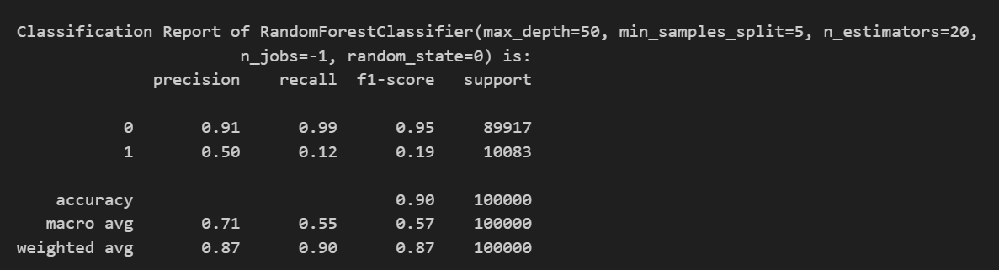 Classification Report of RandomForestClassifier(max_depth=50, min_samples_split=5, n_estimators=20,
n_jobs=-1, random_state=0) is:
precision recall f1-score support
0 0.91 0.99 0.95 89917
1 0.50 0.12 0.19 10083
accuracy 0.90 100000
macro avg 0.71 0.55 0.57 100000
weighted avg 0.87 0.90 0.87 100000